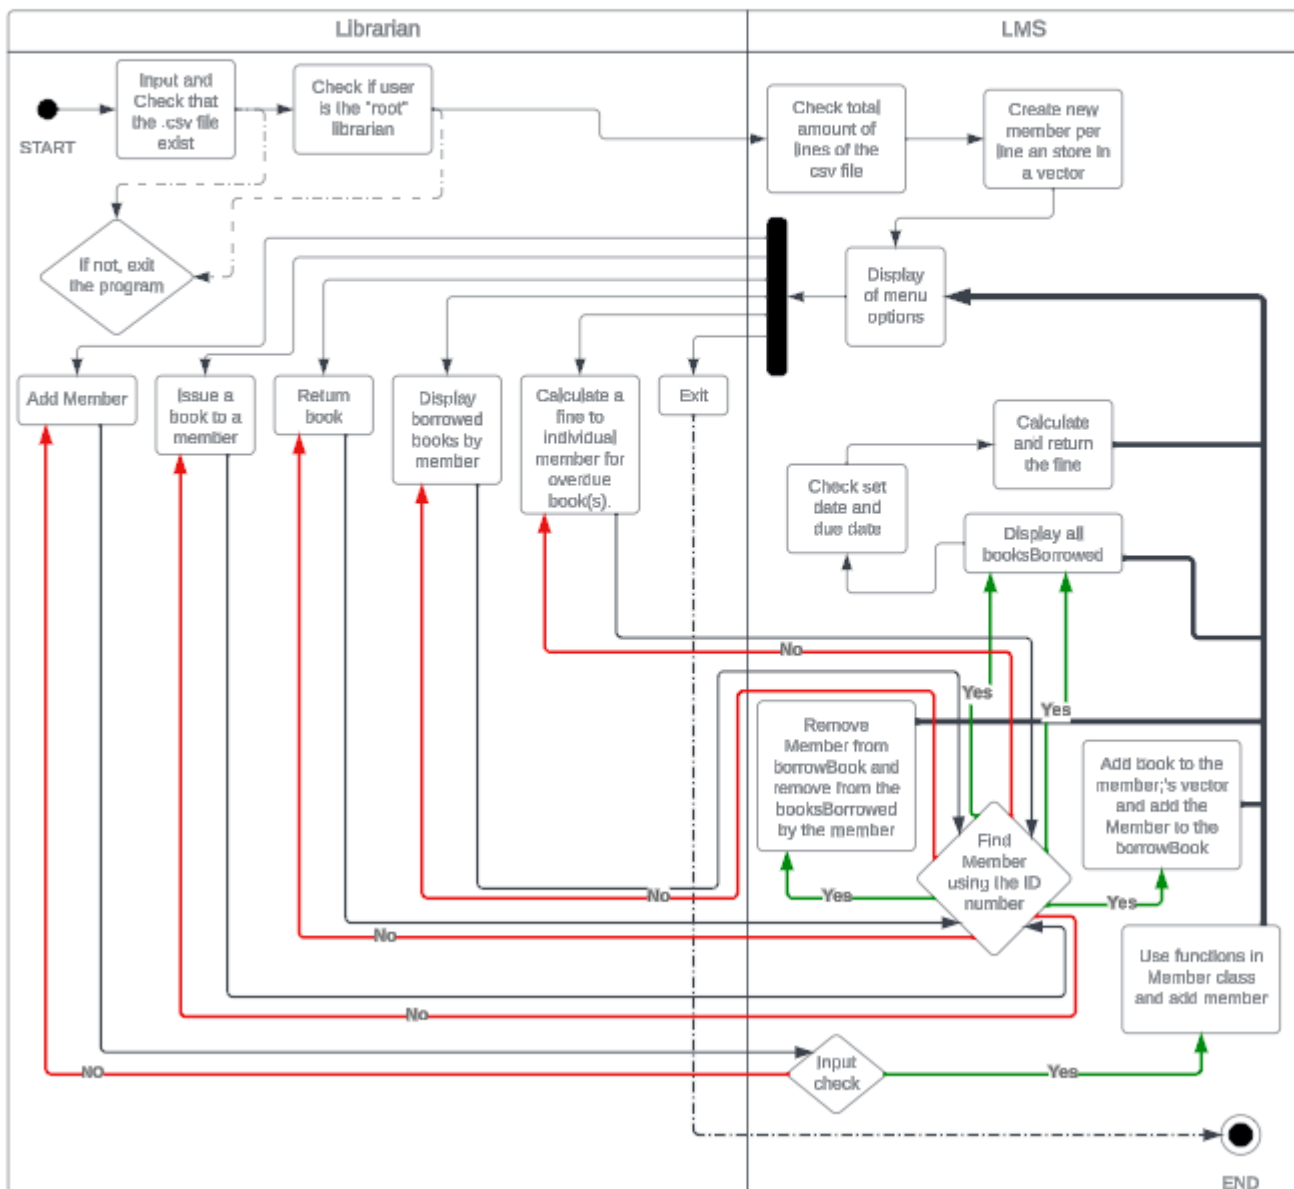 Librarian
LMS
START
Input and
Check that
the .csv file
exist
Check if user
is the "root"
librarian
Check total
amount of
lines of the
csv file
Create new
member per
line an store in
a vector
If not, exit
the program
Display
of menu
options
Add Member
Issue a
book to a
member
Return
book
Display
borrowed
books by
member
Calculate a
fine to
individual
member for
overdue
book(s).
Exit
Calculate
and return
the fine
Check set
date and
due date
Display all
booksBorrowed
No
Yes
Yes
Remove
Member from
borrowBook and
remove from the
booksBorrowed
by the member
Add book to the
member;'s vector
and add the
Member to the
borrowBook
Find
Member
using the ID
number
No
Yes
Yes
No
Use functions in
Member class
and add member
No
Input
check
NO
Yes
END